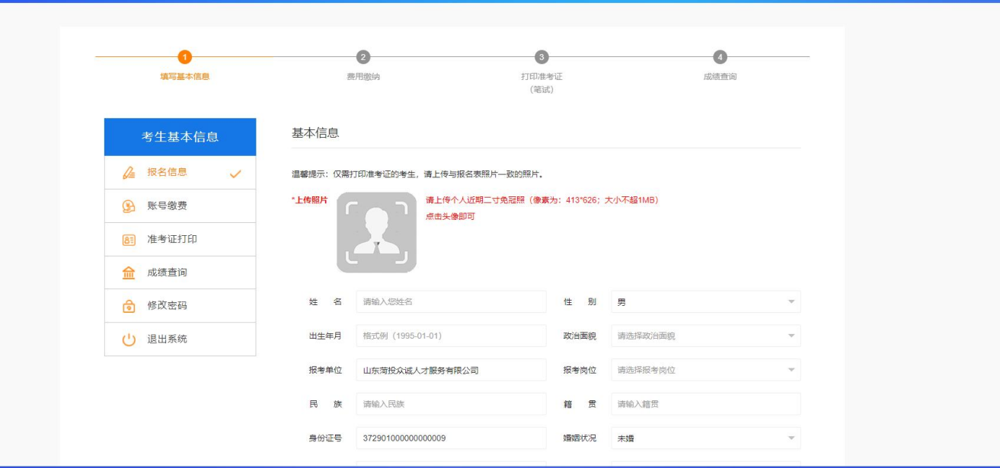 1
2
3
4
填写基本信息
费用缴纳
打印准考证
(笔试)
成绩查询
考生基本信息
报名信息
账号缴费
准考证打印
成绩查询
修改密码
退出系统
基本信息
温馨提示：仅需打印准考证的考生，请上传与报名表照片一致的照片。
*上传照片
请上传个人近期二寸免冠照（像素为：413*626；大小不超1MB）
点击头像即可
姓 名 请输入您姓名 性 别 男
出生年月 格式例（1995-01-01） 政治面貌 请选择政治面貌
报考单位 山东菏投众诚人才服务有限公司 报考岗位 请选择报考岗位
民 族 请输入民族 籍 贯 请输入籍贯
身份证号 372901000000000009 婚姻状况 未婚